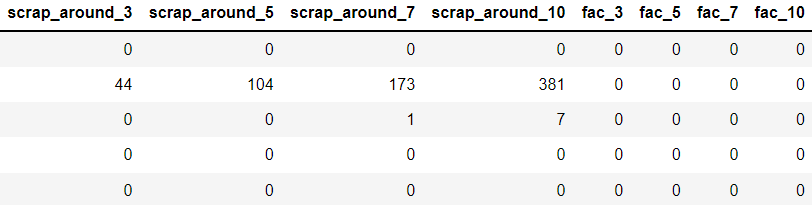 scrap_around_3 scrap_around_5 scrap_around_7 scrap_around_10 fac_3 fac_5 fac_7 fac_10
0 0 0 0 0 0 0 0
44 104 173 381 0 0 0 0
0 0 1 7 0 0 0 0
0 0 0 0 0 0 0 0
0 0 0 0 0 0 0 0